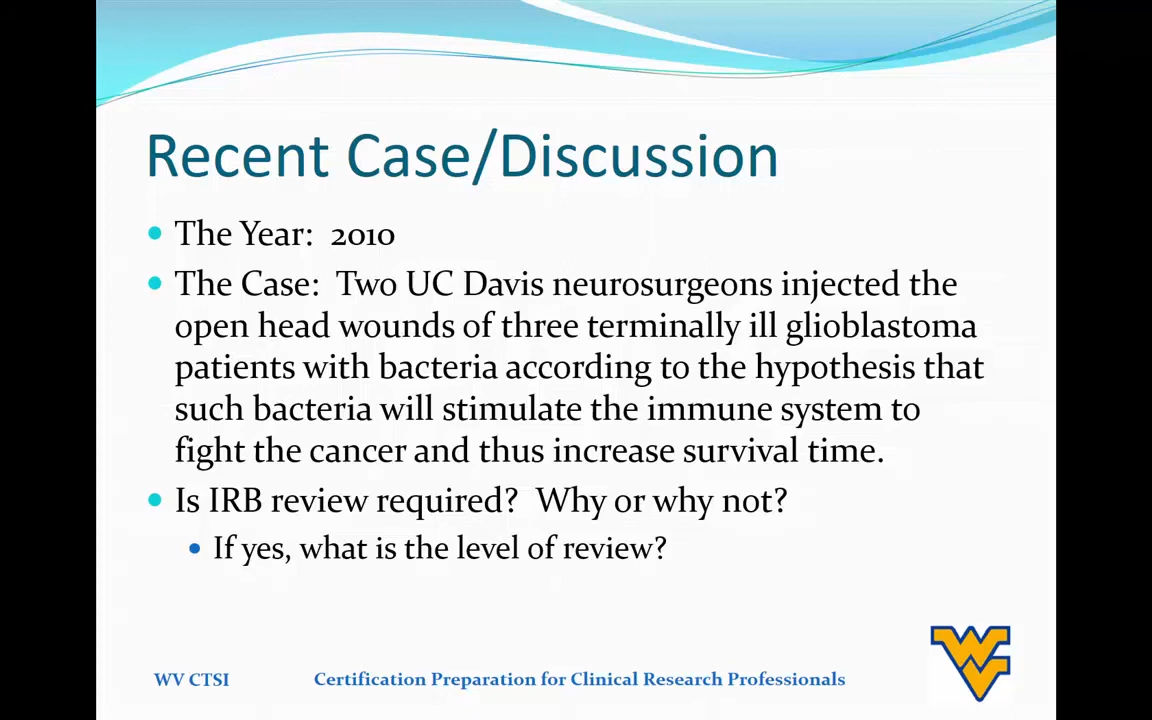 Recent Case/Discussion
The Year: 2010
The Case: Two UC Davis neurosurgeons injected the
open head wounds of three terminally ill glioblastoma
patients with bacteria according to the hypothesis that
such bacteria will stimulate the immune system to
fight the cancer and thus increase survival time.
Is IRB review required? Why or why not?
If yes, what is the level of review?
WV CTSI
Certification Preparation for Clinical Research Professionals
WV